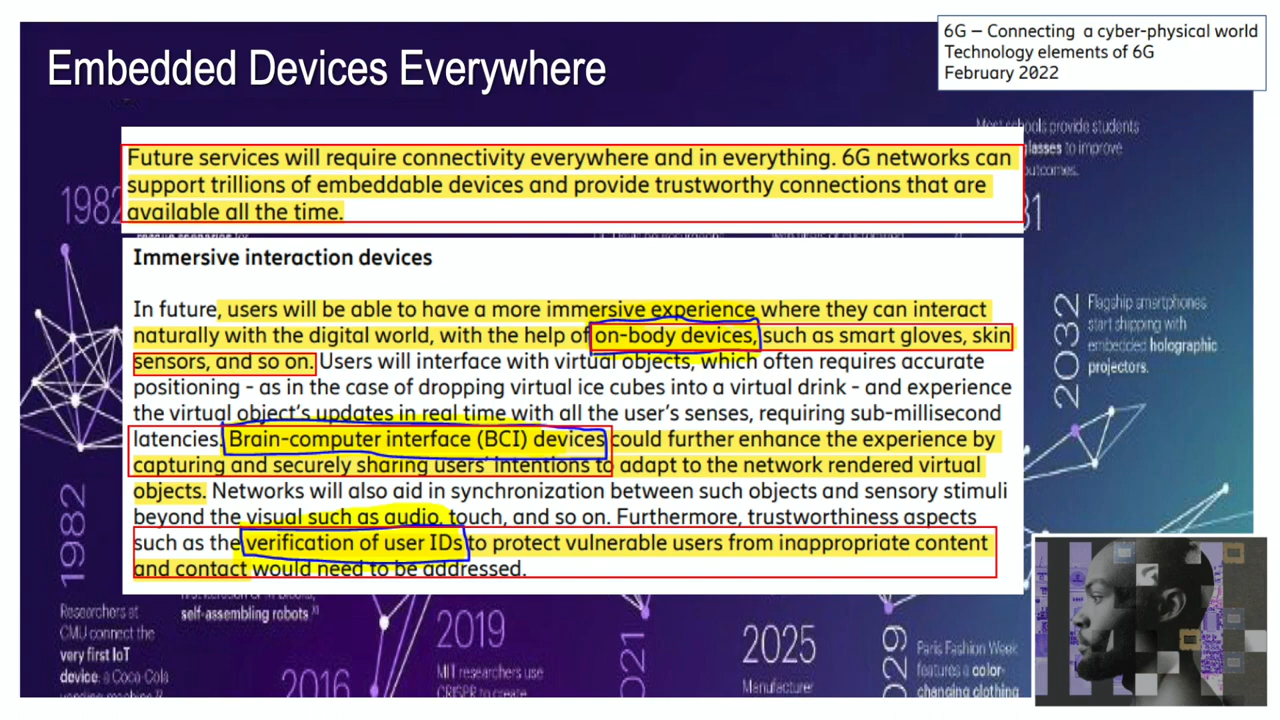 6G – Connecting a cyber-physical world
Technology elements of 6G
February 2022
Embedded Devices Everywhere
Future services will require connectivity everywhere and in everything. 6G networks can
support trillions of embeddable devices and provide trustworthy connections that are
available all the time.
Immersive interaction devices
In future, users will be able to have a more immersive experience where they can interact
naturally with the digital world, with the help of on-body devices, such as smart gloves, skin
sensors, and so on. Users will interface with virtual objects, which often requires accurate
positioning - as in the case of dropping virtual ice cubes into a virtual drink - and experience
the virtual object's updates in real time with all the user's senses, requiring sub-millisecond
latencies. Brain-computer interface (BCI) devices could further enhance the experience by
capturing and securely sharing users' intentions to adapt to the network rendered virtual
objects. Networks will also aid in synchronization between such objects and sensory stimuli
beyond the visual such as audio, touch, and so on. Furthermore, trustworthiness aspects
such as the verification of user IDs to protect vulnerable users from inappropriate content
and contact would need to be addressed.
Most schools provide students
glasses to improve
outcomes.
31
1982
2032
Flagship smartphones
start shipping with
embedded holographic
projectors.
1982
Researchers at
CMU connect the
very first IoT
device: a Coca-Cola
self-assembling robots
2016
2019
MIT researchers use
CRISPR to create
021
2025
Manufacturer
029
Paris Fashion Week
features a color-
changing clothing